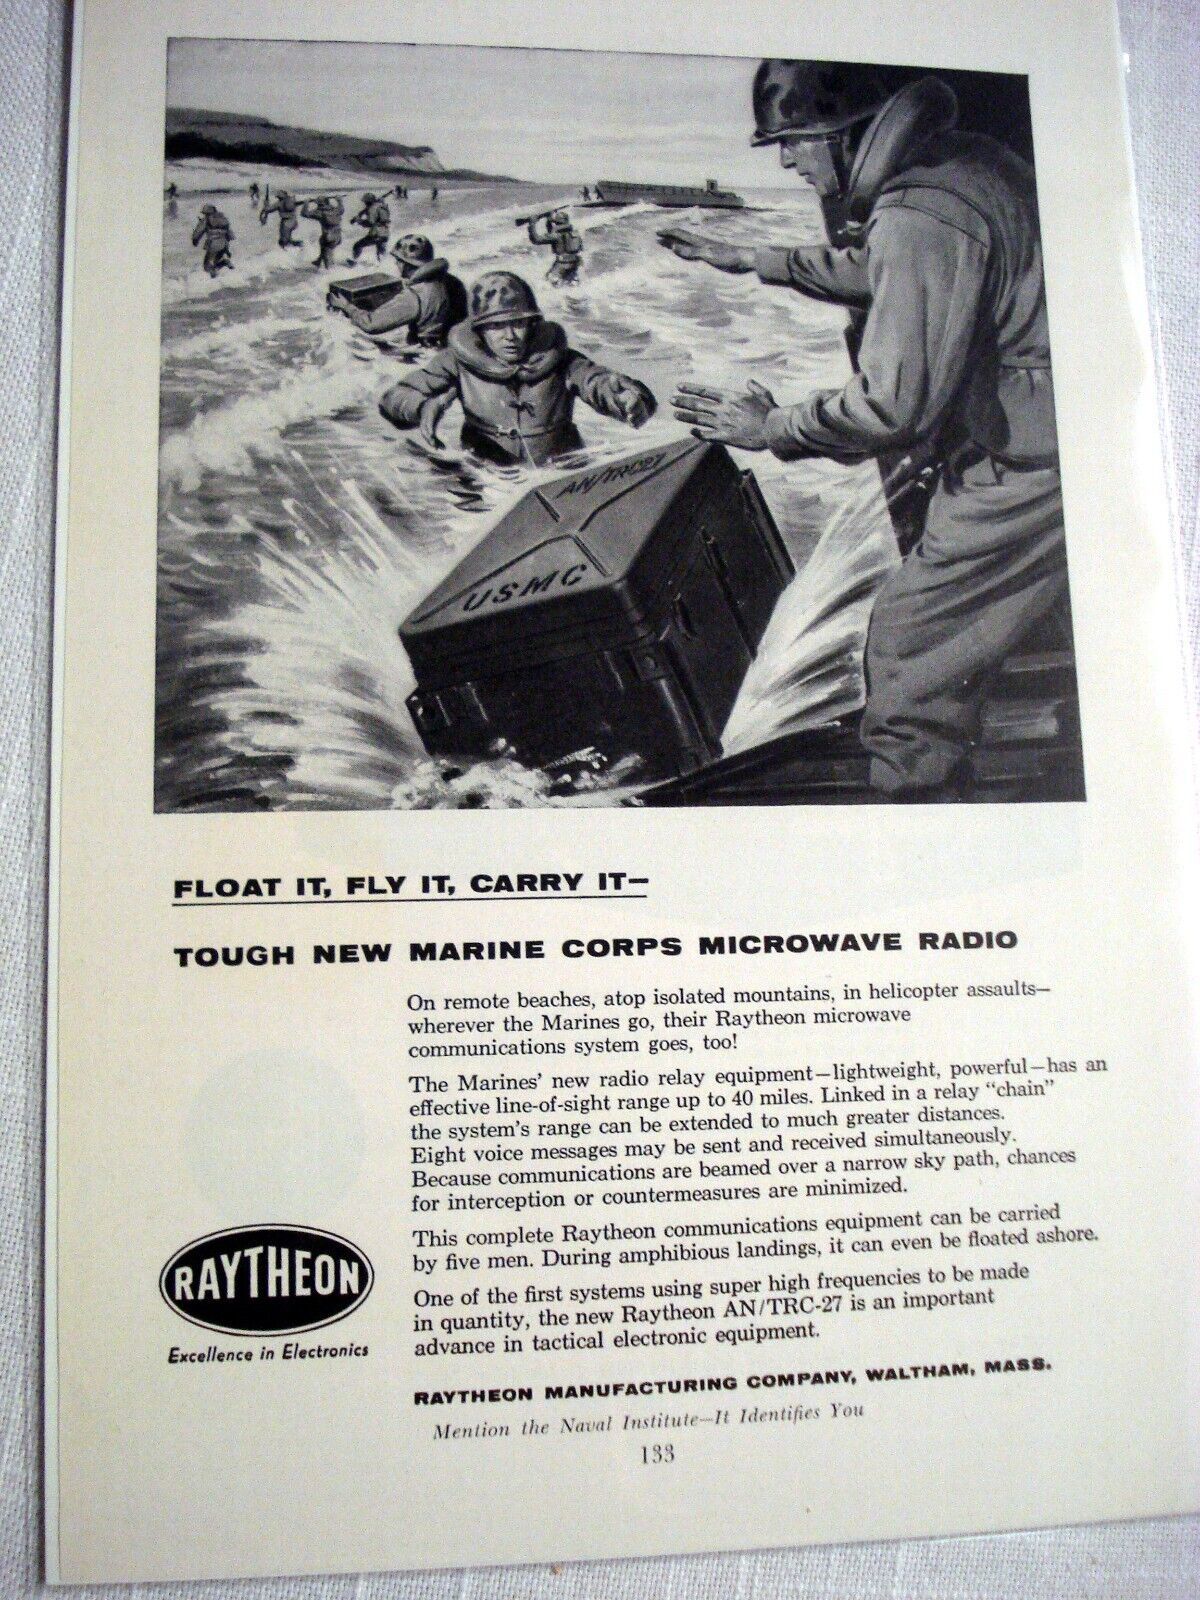 AN/TRC27
USMC
FLOAT IT, FLY IT, CARRY IT—
TOUGH NEW MARINE CORPS MICROWAVE RADIO
On remote beaches, atop isolated mountains, in helicopter assaults—
wherever the Marines go, their Raytheon microwave
communications system goes, too!
The Marines' new radio relay equipment—lightweight, powerful—has an
effective line-of-sight range up to 40 miles. Linked in a relay "chain"
the system's range can be extended to much greater distances.
Eight voice messages may be sent and received simultaneously.
Because communications are beamed over a narrow sky path, chances
for interception or countermeasures are minimized.
This complete Raytheon communications equipment can be carried
by five men. During amphibious landings, it can even be floated ashore.
One of the first systems using super high frequencies to be made
in quantity, the new Raytheon AN/TRC-27 is an important
advance in tactical electronic equipment.
RAYTHEON
Excellence in Electronics
RAYTHEON MANUFACTURING COMPANY, WALTHAM, MASS.
Mention the Naval Institute—It Identifies You
133